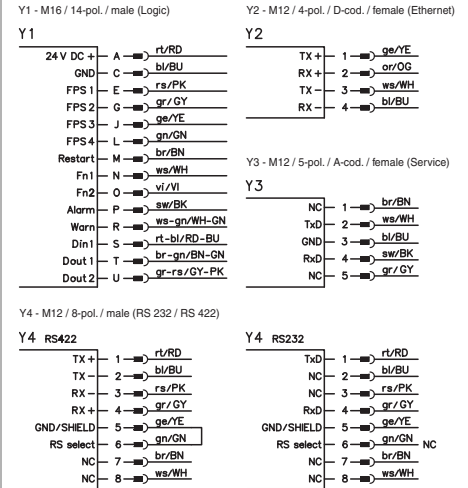 Y1 - M16 / 14-pol. / male (Logic)
Y1
24 V DC + A rt/RD
GND C bl/BU
FPS 1 E rs/PK
FPS 2 G gr/GY
FPS 3 J ge/YE
FPS 4 L gn/GN
Restart M br/BN
Fn1 N ws/WH
Fn2 O vi/VI
Alarm P sw/BK
Warn R ws-gn/WH-GN
Din1 S rt-bl/RD-BU
Dout 1 T br-gn/BN-GN
Dout 2 U gr-rs/GY-PK
Y2 - M12 / 4-pol. / D-cod. / female (Ethernet)
Y2
TX + 1 ge/YE
RX + 2 or/OG
TX - 3 ws/WH
RX - 4 bl/BU
Y3 - M12 / 5-pol. / A-cod. / female (Service)
Y3
NC 1 br/BN
TxD 2 ws/WH
GND 3 bl/BU
RxD 4 sw/BK
NC 5 gr/GY
Y4 - M12 / 8-pol. / male (RS 232 / RS 422)
Y4 RS422
TX + 1 rt/RD
TX - 2 bl/BU
RX - 3 rs/PK
RX + 4 gr/GY
GND/SHIELD 5 ge/YE
RS select 6 gn/GN
NC 7 br/BN
NC 8 ws/WH
Y4 RS232
TxD 1 rt/RD
NC 2 bl/BU
NC 3 rs/PK
RxD 4 gr/GY
GND/SHIELD 5 ge/YE
RS select 6 gn/GN NC
NC 7 br/BN
NC 8 ws/WH